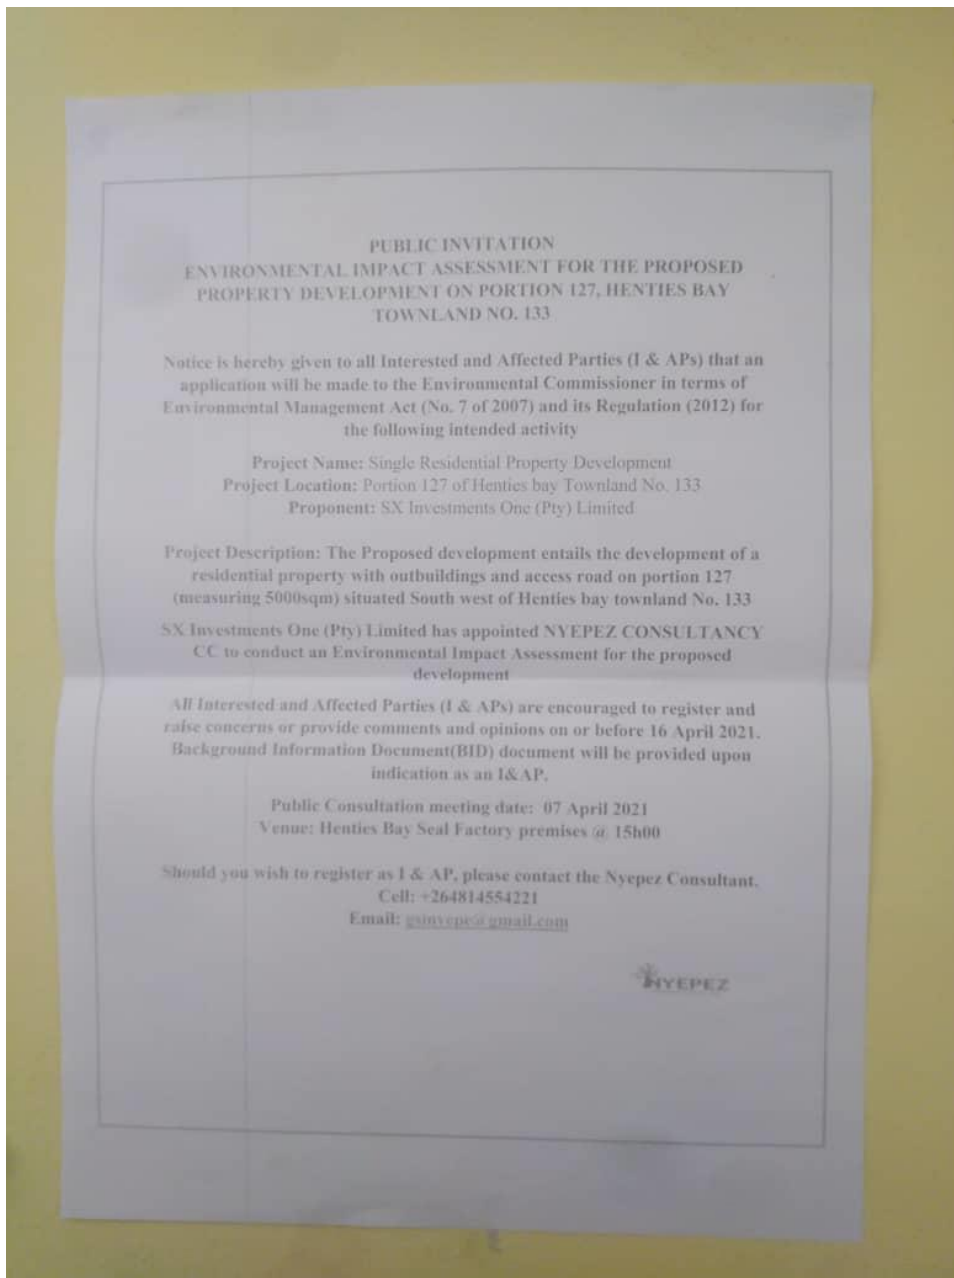 PUBLIC INVITATION
ENVIRONMENTAL IMPACT ASSESSMENT FOR THE PROPOSED
PROPERTY DEVELOPMENT ON PORTION 127, HENTIES BAY
TOWNLAND NO. 133
Notice is hereby given to all Interested and Affected Parties (I & APs) that an
application will be made to the Environmental Commissioner in terms of
Environmental Management Act (No. 7 of 2007) and its Regulation (2012) for
the following intended activity
Project Name: Single Residential Property Development
Project Location: Portion 127 of Henties bay Townland No. 133
Proponent: SX Investments One (Pty) Limited
Project Description: The Proposed development entails the development of a
residential property with outbuildings and access road on portion 127
(measuring 5000sqm) situated South west of Henties bay townland No. 133
SX Investments One (Pty) Limited has appointed NYEPEZ CONSULTANCY
CC to conduct an Environmental Impact Assessment for the proposed
development
All Interested and Affected Parties (I & APs) are encouraged to register and
raise concerns or provide comments and opinions on or before 16 April 2021.
Background Information Document(BID) document will be provided upon
indication as an I&AP.
Public Consultation meeting date: 07 April 2021
Venue: Henties Bay Seal Factory premises @ 15h00
Should you wish to register as I & AP, please contact the Nyepez Consultant.
Cell: +264814554221
Email:
NYEPEZ